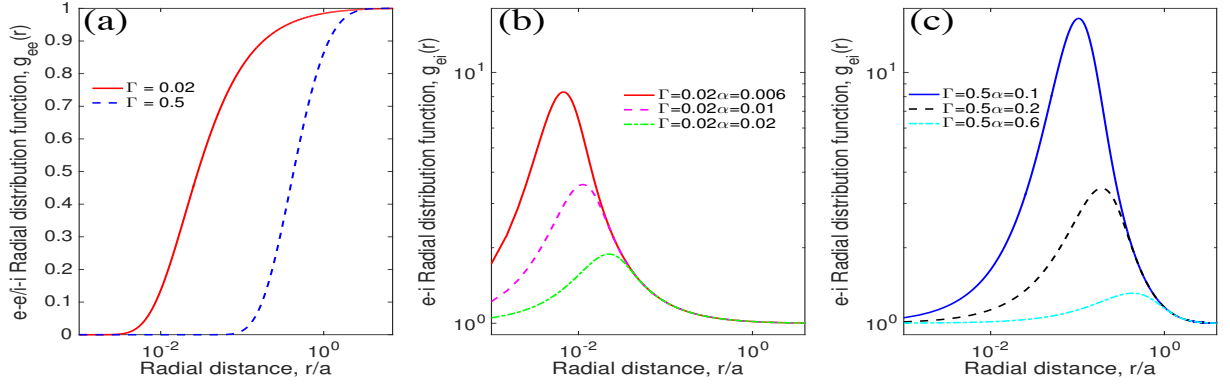 (a)
e-e/i-i Radial distribution function, g_ee(r)
1
0.9
0.8
0.7
0.6
0.5
0.4
0.3
0.2
0.1
0
Γ = 0.02
Γ = 0.5
10^-2
10^0
Radial distance, r/a
(b)
e-i Radial distribution function, g_ei(r)
10^1
10^0
Γ=0.02α=0.006
Γ=0.02α=0.01
Γ=0.02α=0.02
10^-2
10^0
Radial distance, r/a
(c)
e-i Radial distribution function, g_ei(r)
10^1
10^0
Γ=0.5α=0.1
Γ=0.5α=0.2
Γ=0.5α=0.6
10^-2
10^0
Radial distance, r/a